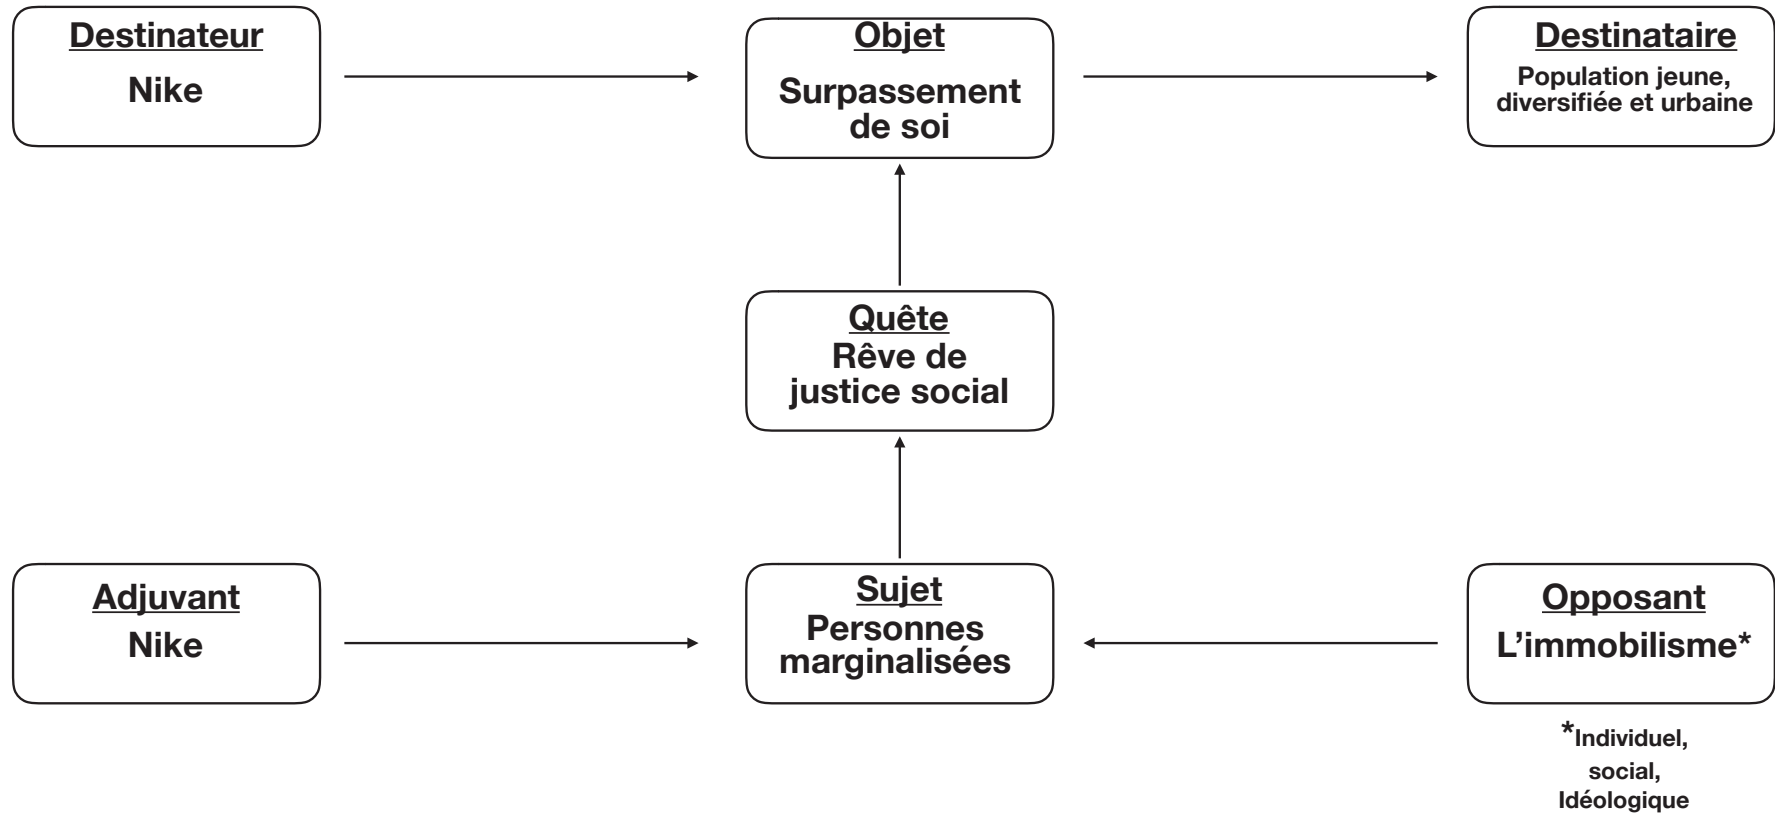 Destinateur
Nike
Objet
Surpassement
de soi
Destinataire
Population jeune,
diversifiée et urbaine
Quête
Rêve de
justice social
Adjuvant
Nike
Sujet
Personnes
marginalisées
Opposant
L'immobilisme*
*Individuel,
social,
Idéologique